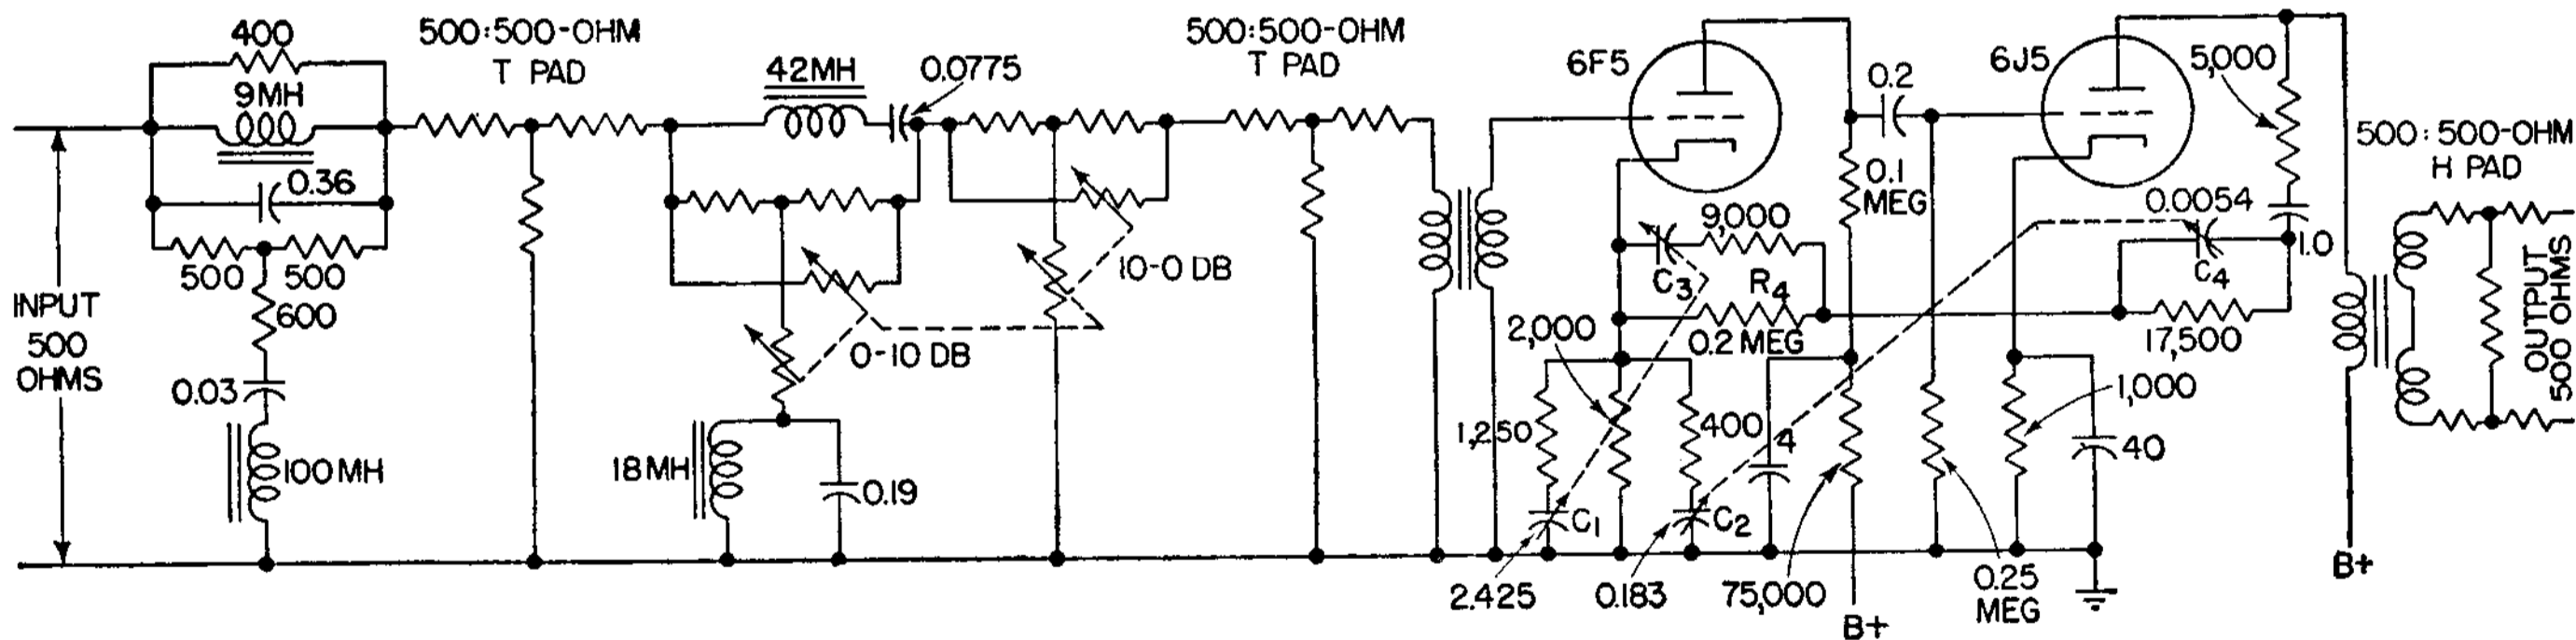 400
9MH
0.36
500
500
600
0.03
100MH
INPUT
500
OHMS
500:500-OHM
T PAD
42MH
0.0775
0-10 DB
10-0 DB
18MH
0.19
500:500-OHM
T PAD
6F5
0.2
0.1
MEG
9,000
C3
R4
0.2 MEG
2,000
1,250
400
4
C1
C2
2.425
0.183
75,000
B+
6J5
5,000
0.0054
1.0
C4
17,500
1,000
40
0.25
MEG
500:500-OHM
H PAD
OUTPUT
500 OHMS
B+